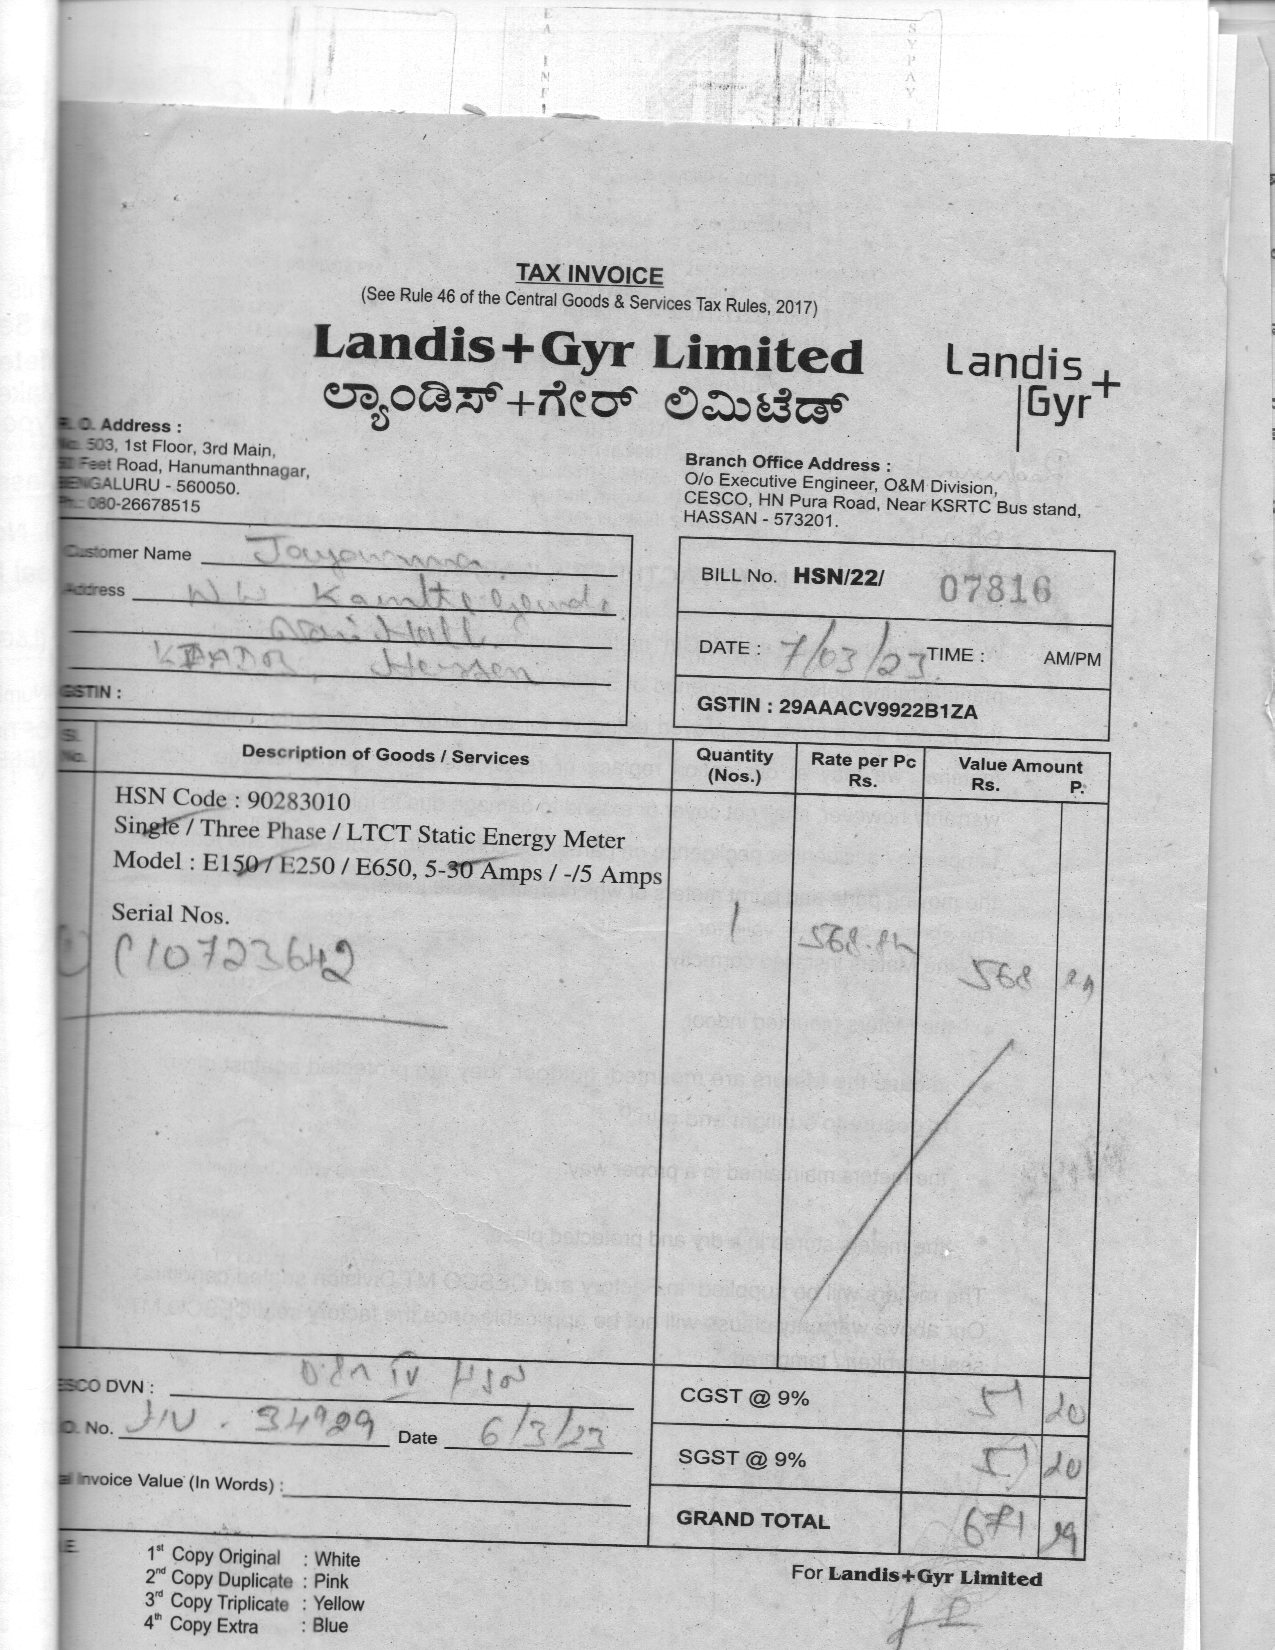 TAX INVOICE
(See Rule 46 of the Central Goods & Services Tax Rules, 2017)
Landis+Gyr Limited
ಲ್ಯಾಂಡಿಸ್+ಗೇರ್ ಲಿಮಿಟೆಡ್
Landis+
Gyr
Address :
503, 1st Floor, 3rd Main,
Feet Road, Hanumanthnagar,
BENGALURU - 560050.
080-26678515
Branch Office Address :
O/o Executive Engineer, O&M Division,
CESCO, HN Pura Road, Near KSRTC Bus stand,
HASSAN - 573201.
Customer Name Jayamma.
Address W/o
Hassan
GSTIN :
BILL No. HSN/22/ 07816
DATE : 7/03/23 TIME : AM/PM
GSTIN : 29AAACV9922B1ZA
Sl. No. Description of Goods / Services Quantity (Nos.) Rate per Pc Rs. Value Amount Rs. P.
HSN Code : 90283010
Single / Three Phase / LTCT Static Energy Meter
Model : E150 / E250 / E650, 5-30 Amps / -/5 Amps
Serial Nos.
C10723642 1 568.82 568
DVN :
No. 34929 Date 6/3/23
Invoice Value (In Words) :
CGST @ 9% 51 20
SGST @ 9% 51 20
GRAND TOTAL 671
1st Copy Original : White
2nd Copy Duplicate : Pink
3rd Copy Triplicate : Yellow
4th Copy Extra : Blue
For Landis+Gyr Limited